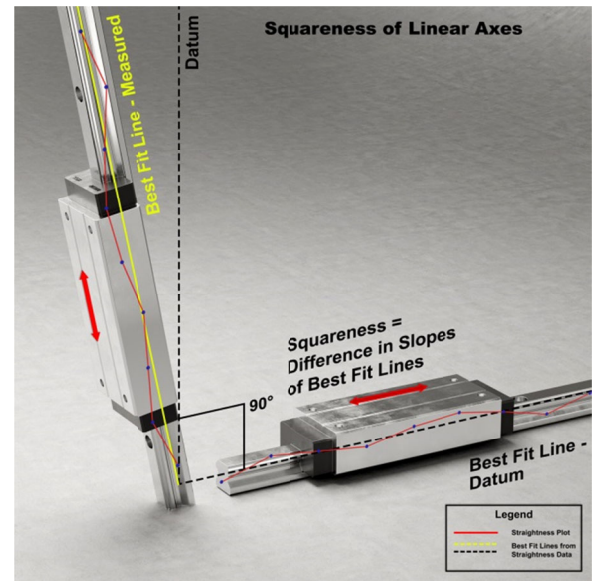 Squareness of Linear Axes
Datum
Best Fit Line - Measured
Squareness =
Difference in Slopes
of Best Fit Lines
90°
Best Fit Line -
Datum
Legend
Straightness Plot
Best Fit Lines from
Straightness Data